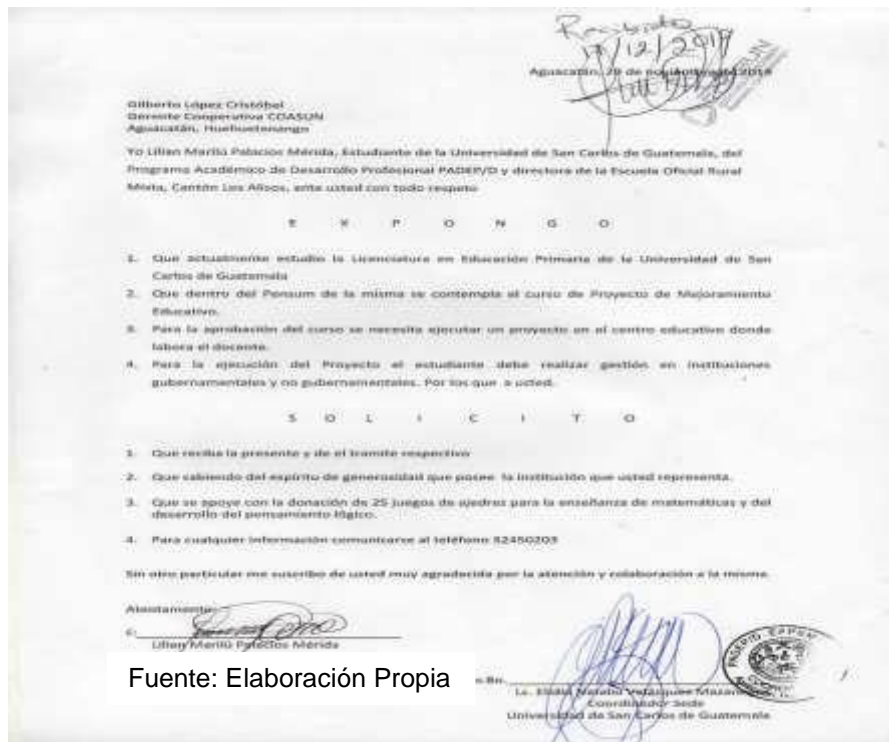 Recibido
17/12/2019
Aguacatán, 29 de noviembre 2019
Gilberto López Cristóbal
Gerente Cooperativa COASUN
Aguacatán, Huehuetenango
Yo Lilian Marilú Palacios Mérida, Estudiante de la Universidad de San Carlos de Guatemala, del
Programa Académico de Desarrollo Profesional PADEP/D y directora de la Escuela Oficial Rural
Mixta, Cantón Los Alisos, ante usted con todo respeto
E X P O N G O
1. Que actualmente estudio la Licenciatura en Educación Primaria de la Universidad de San
Carlos de Guatemala
2. Que dentro del Pensum de la misma se contempla el curso de Proyecto de Mejoramiento
Educativo.
3. Para la aprobación del curso se necesita ejecutar un proyecto en el centro educativo donde
labora el docente.
4. Para la ejecución del Proyecto el estudiante debe realizar gestión en instituciones
gubernamentales y no gubernamentales. Por los que a usted.
S O L I C I T O
1. Que reciba la presente y de el tramite respectivo
2. Que sabiendo del espíritu de generosidad que posee la institución que usted representa.
3. Que se apoye con la donación de 25 juegos de ajedrez para la enseñanza de matemáticas y del
desarrollo del pensamiento lógico.
4. Para cualquier información comunicarse al teléfono 52450203
Sin otro particular me suscribo de usted muy agradecida por la atención y colaboración a la misma.
Atentamente:
F:
Lilian Marilú Palacios Mérida
Fuente: Elaboración Propia
Bo.
Lc. Natalio Velásquez
Coordinador Sede
Universidad de San Carlos de Guatemala